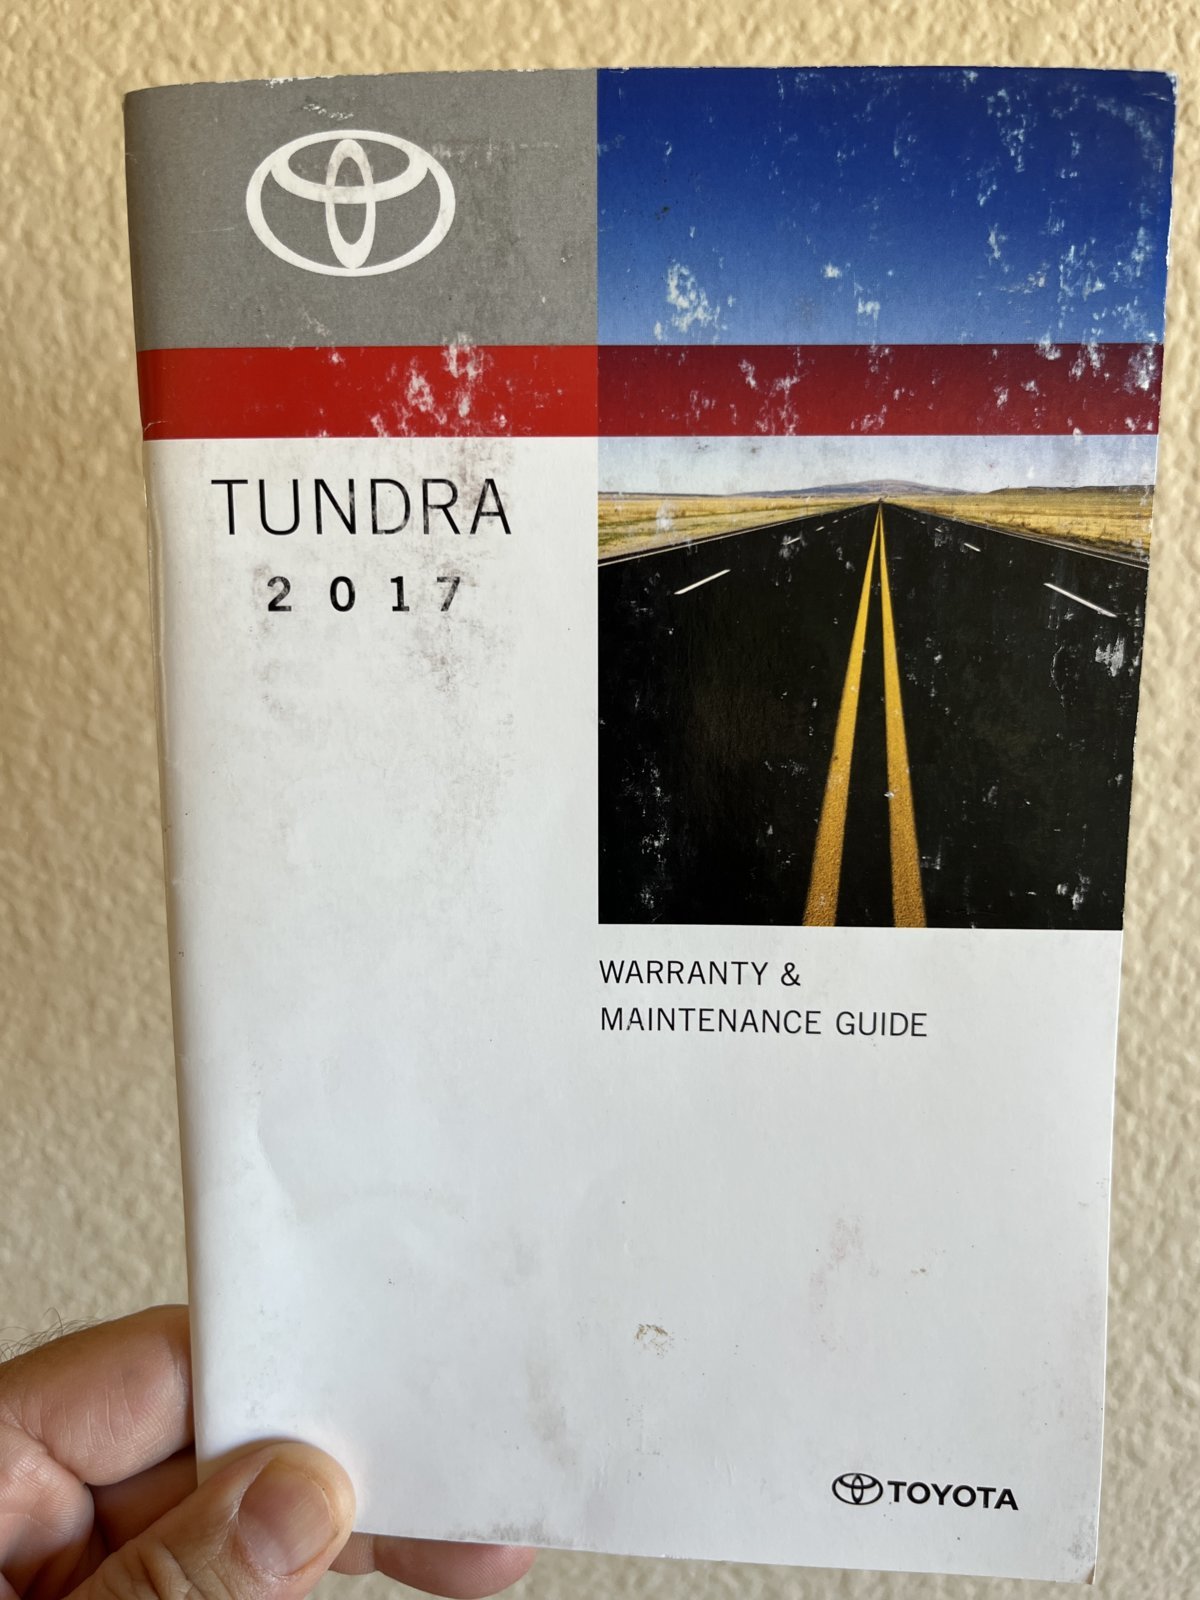 TUNDRA
2017
WARRANTY &
MAINTENANCE GUIDE
TOYOTA